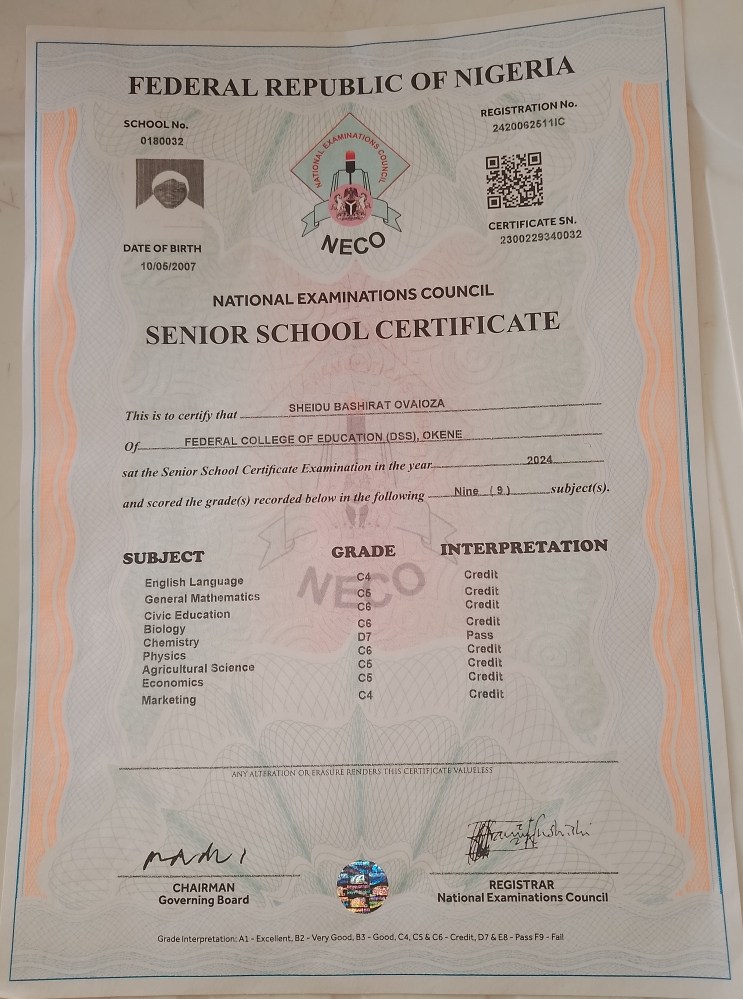 FEDERAL REPUBLIC OF NIGERIA
SCHOOL No.
0180032
REGISTRATION No.
2420062511IC
NATIONAL EXAMINATIONS COUNCIL
NECO
CERTIFICATE SN.
2300229340032
DATE OF BIRTH
10/05/2007
NATIONAL EXAMINATIONS COUNCIL
SENIOR SCHOOL CERTIFICATE
This is to certify that SHEIDU BASHIRAT OVAIOZA
Of FEDERAL COLLEGE OF EDUCATION (DSS), OKENE
sat the Senior School Certificate Examination in the year 2024
and scored the grade(s) recorded below in the following Nine (9) subject(s).
SUBJECT GRADE INTERPRETATION
English Language C4 Credit
General Mathematics C5 Credit
Civic Education C6 Credit
Biology C6 Credit
Chemistry D7 Pass
Physics C6 Credit
Agricultural Science C5 Credit
Economics C5 Credit
Marketing C4 Credit
NECO
ANY ALTERATION OR ERASURE RENDERS THIS CERTIFICATE VALUELESS
CHAIRMAN
Governing Board
REGISTRAR
National Examinations Council
Grade Interpretation: A1 - Excellent, B2 - Very Good, B3 - Good, C4, C5 & C6 - Credit, D7 & E8 - Pass F9 - Fail